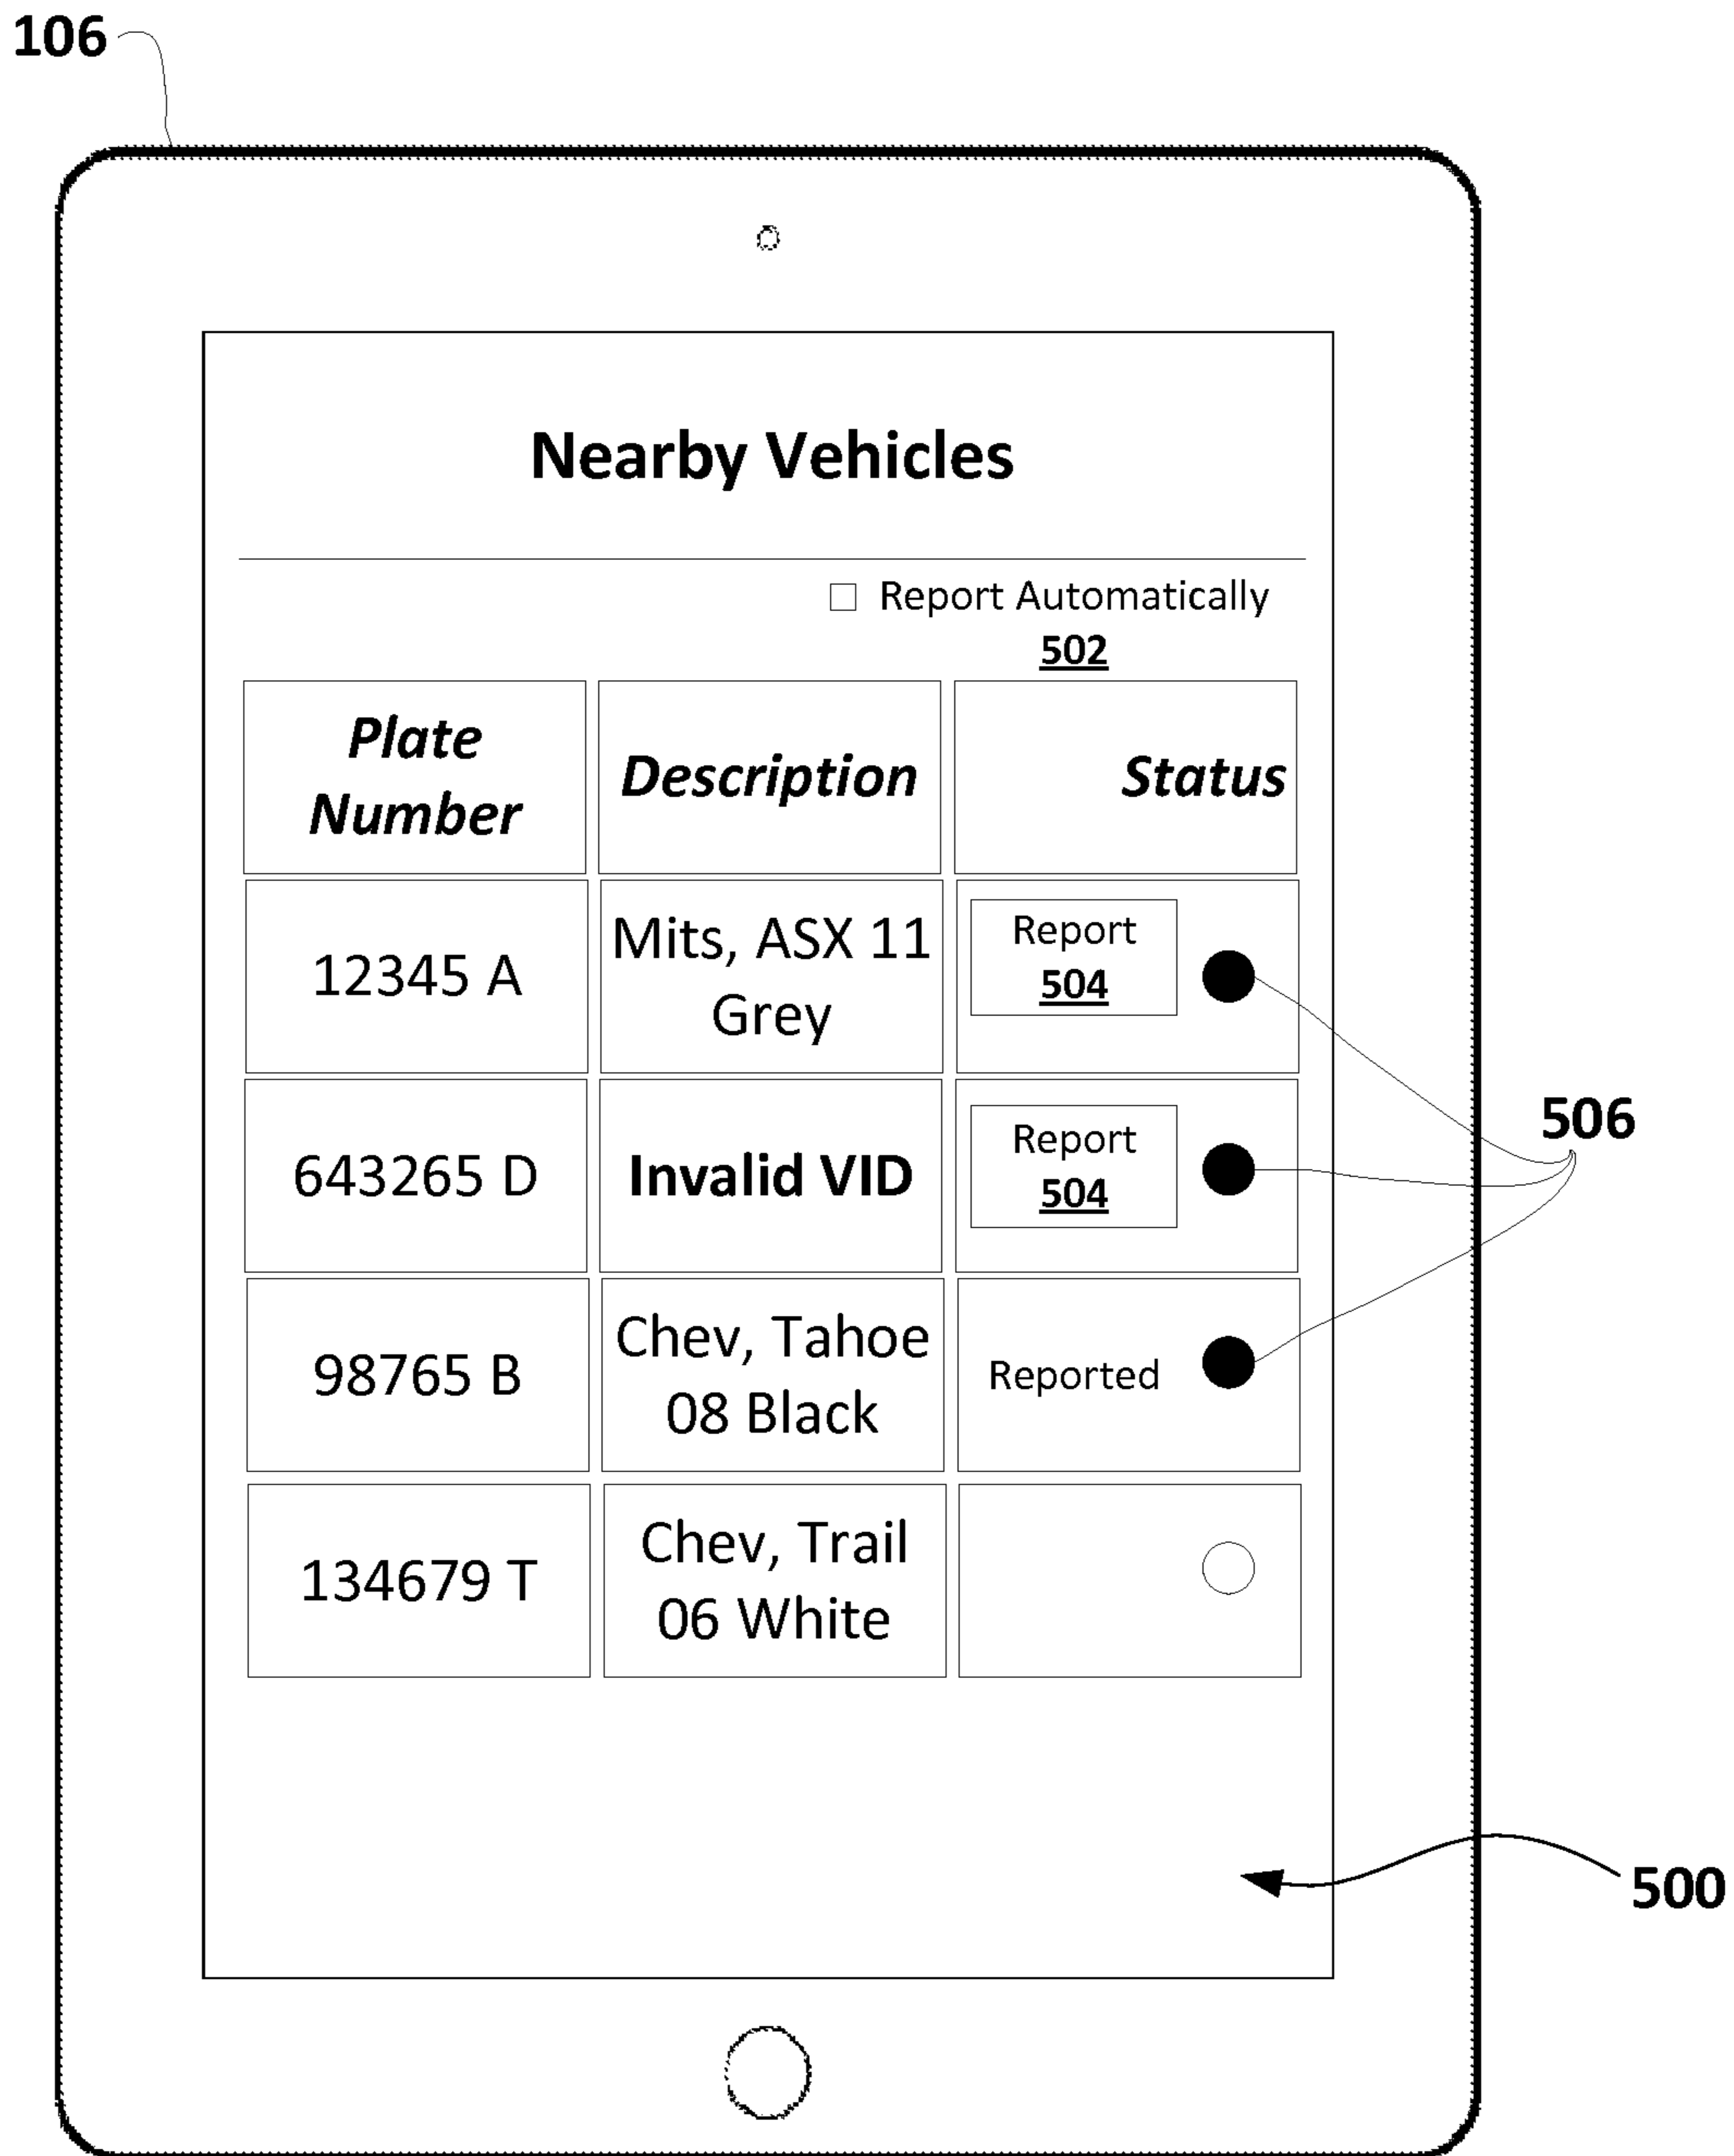 106
Nearby Vehicles
Report Automatically
502
Plate
Number
Description
Status
12345 A
Mits, ASX 11
Grey
Report
504
643265 D
Invalid VID
Report
504
506
98765 B
Chev, Tahoe
08 Black
Reported
134679 T
Chev, Trail
06 White
500